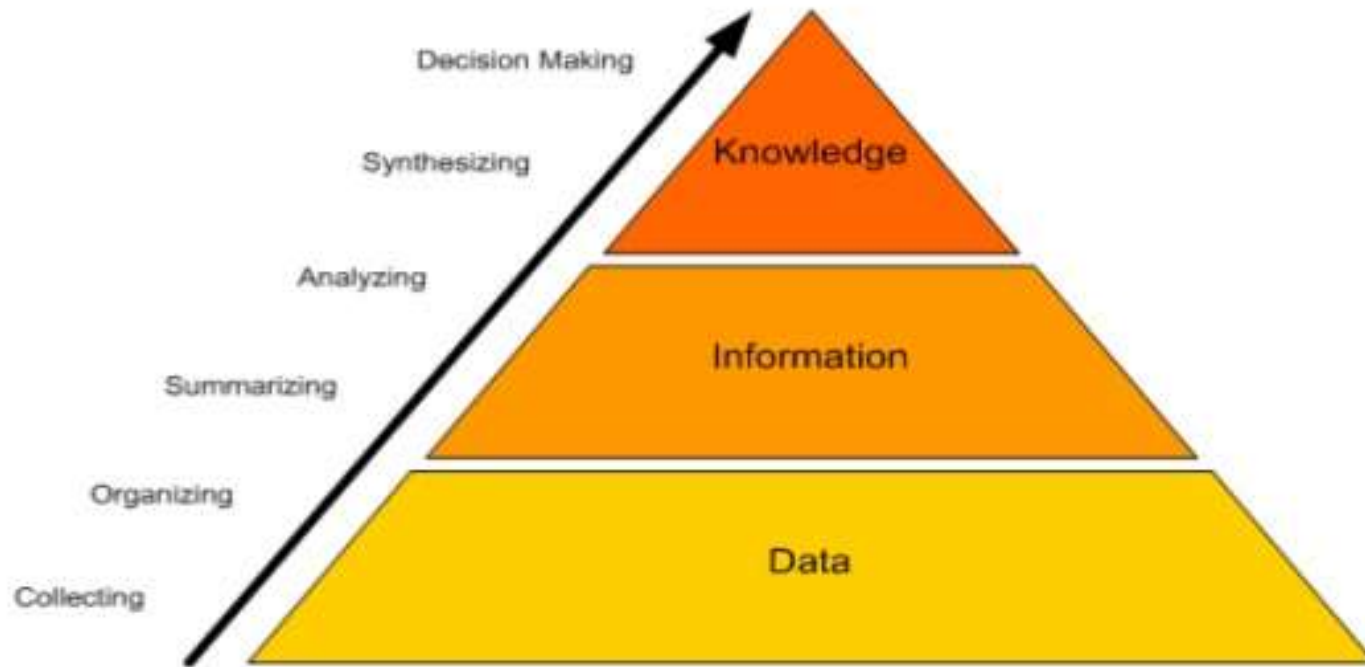 Decision Making
Knowledge
Synthesizing
Analyzing
Information
Summarizing
Organizing
Data
Collecting